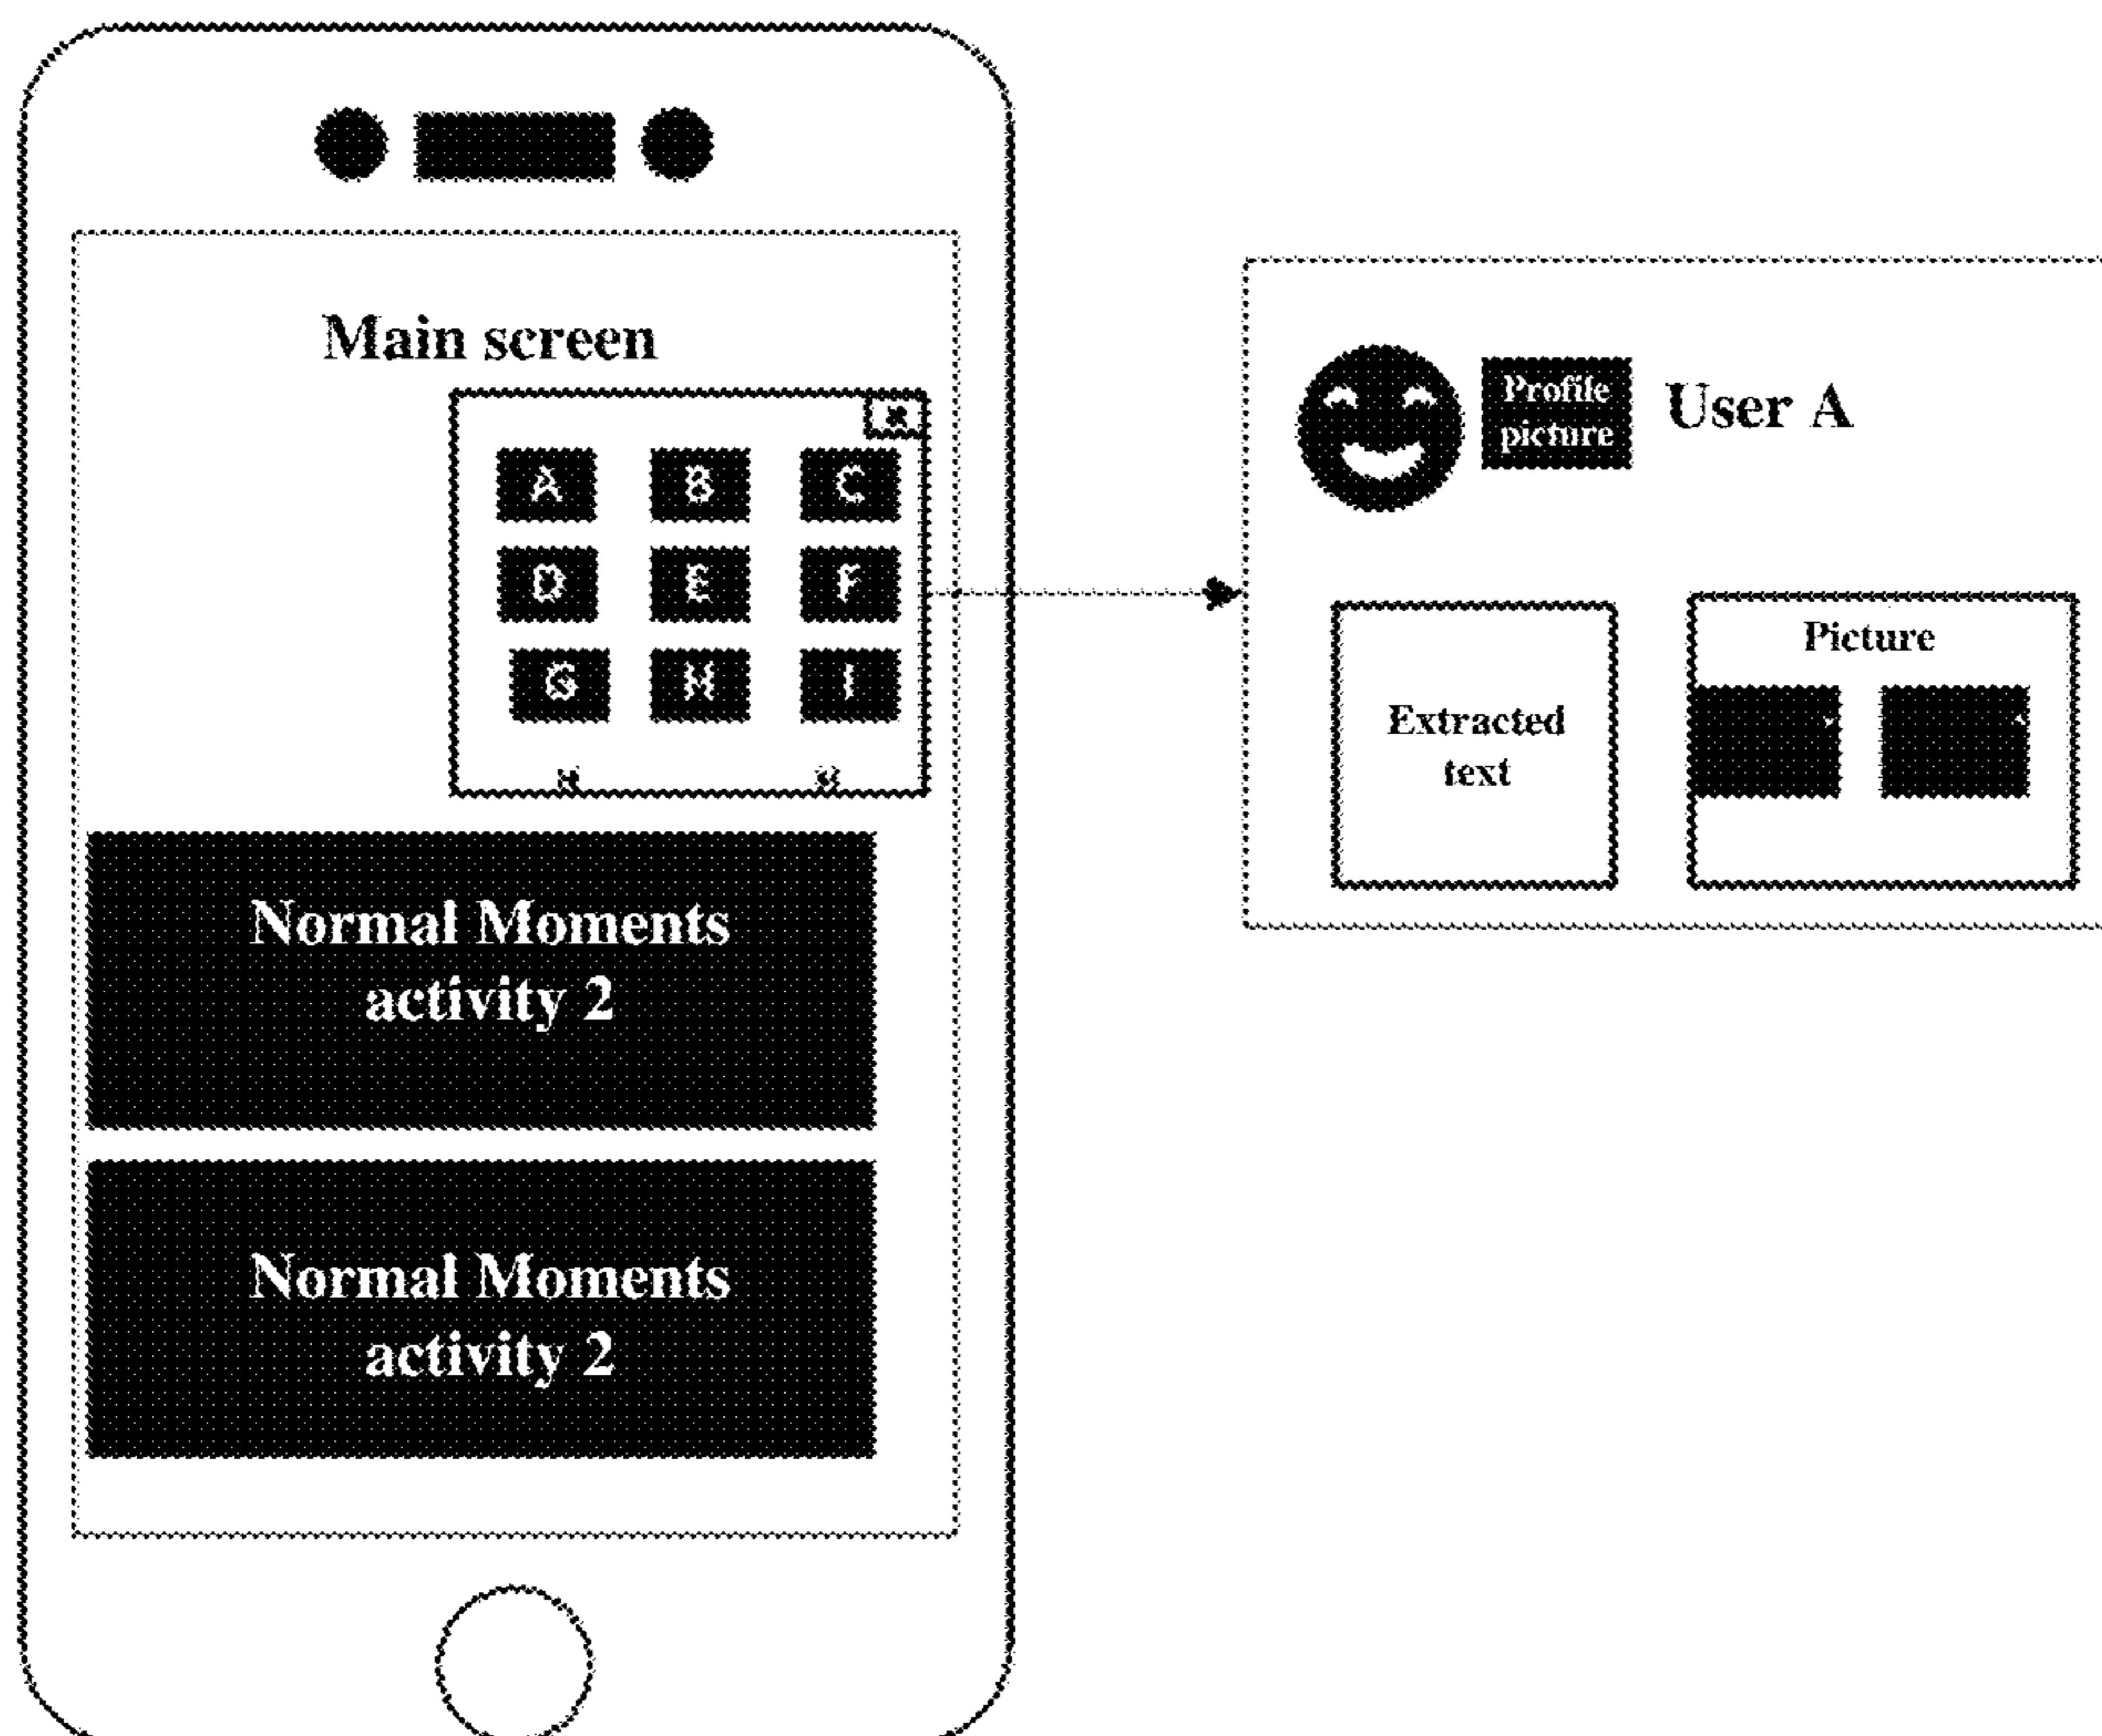 Main screen
A B C
D E F
G H I
Normal Moments
activity 2
Normal Moments
activity 2
Profile
picture
User A
Extracted
text
Picture